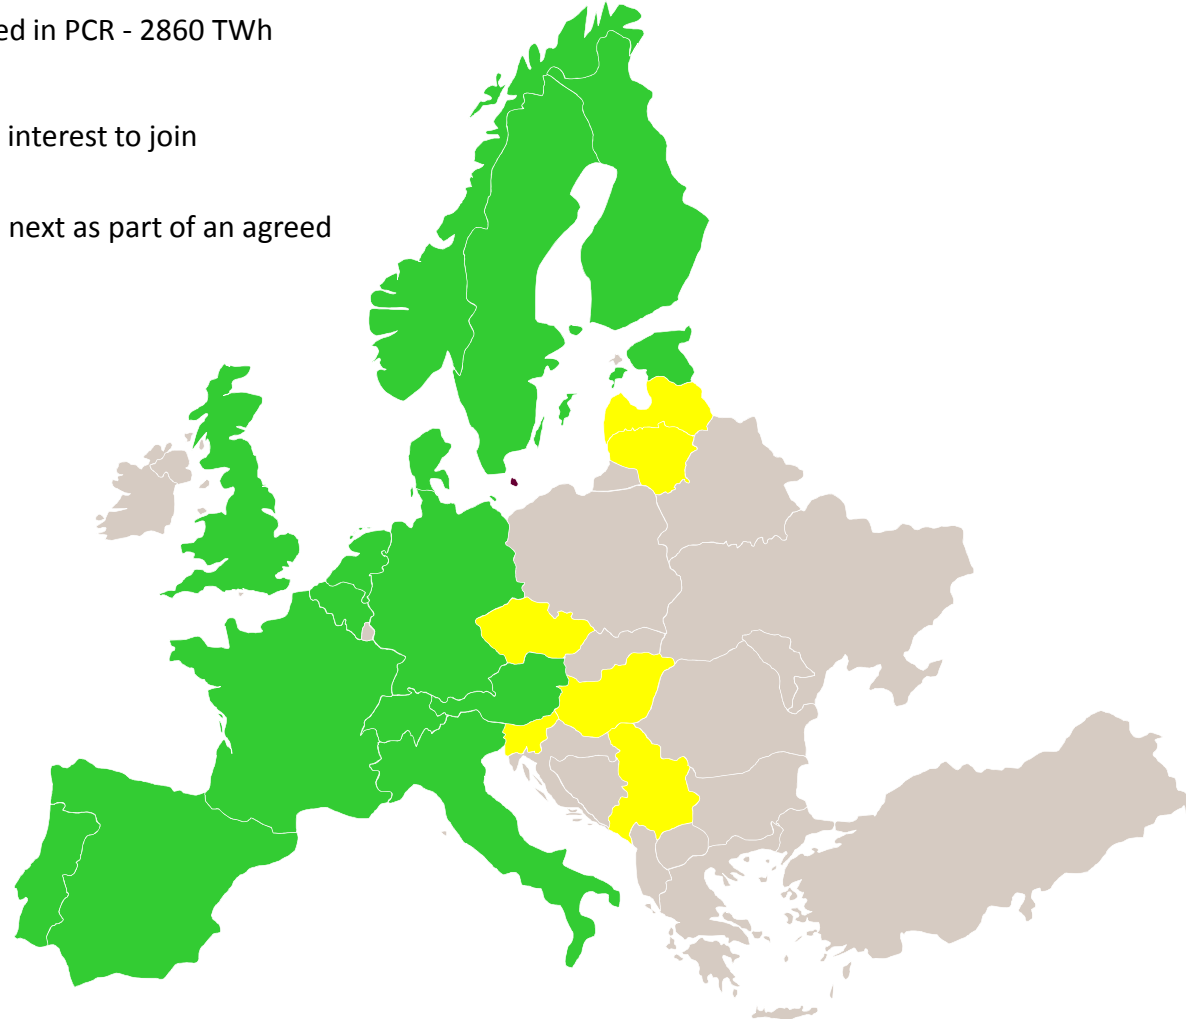 ed in PCR - 2860 TWh
interest to join
next as part of an agreed